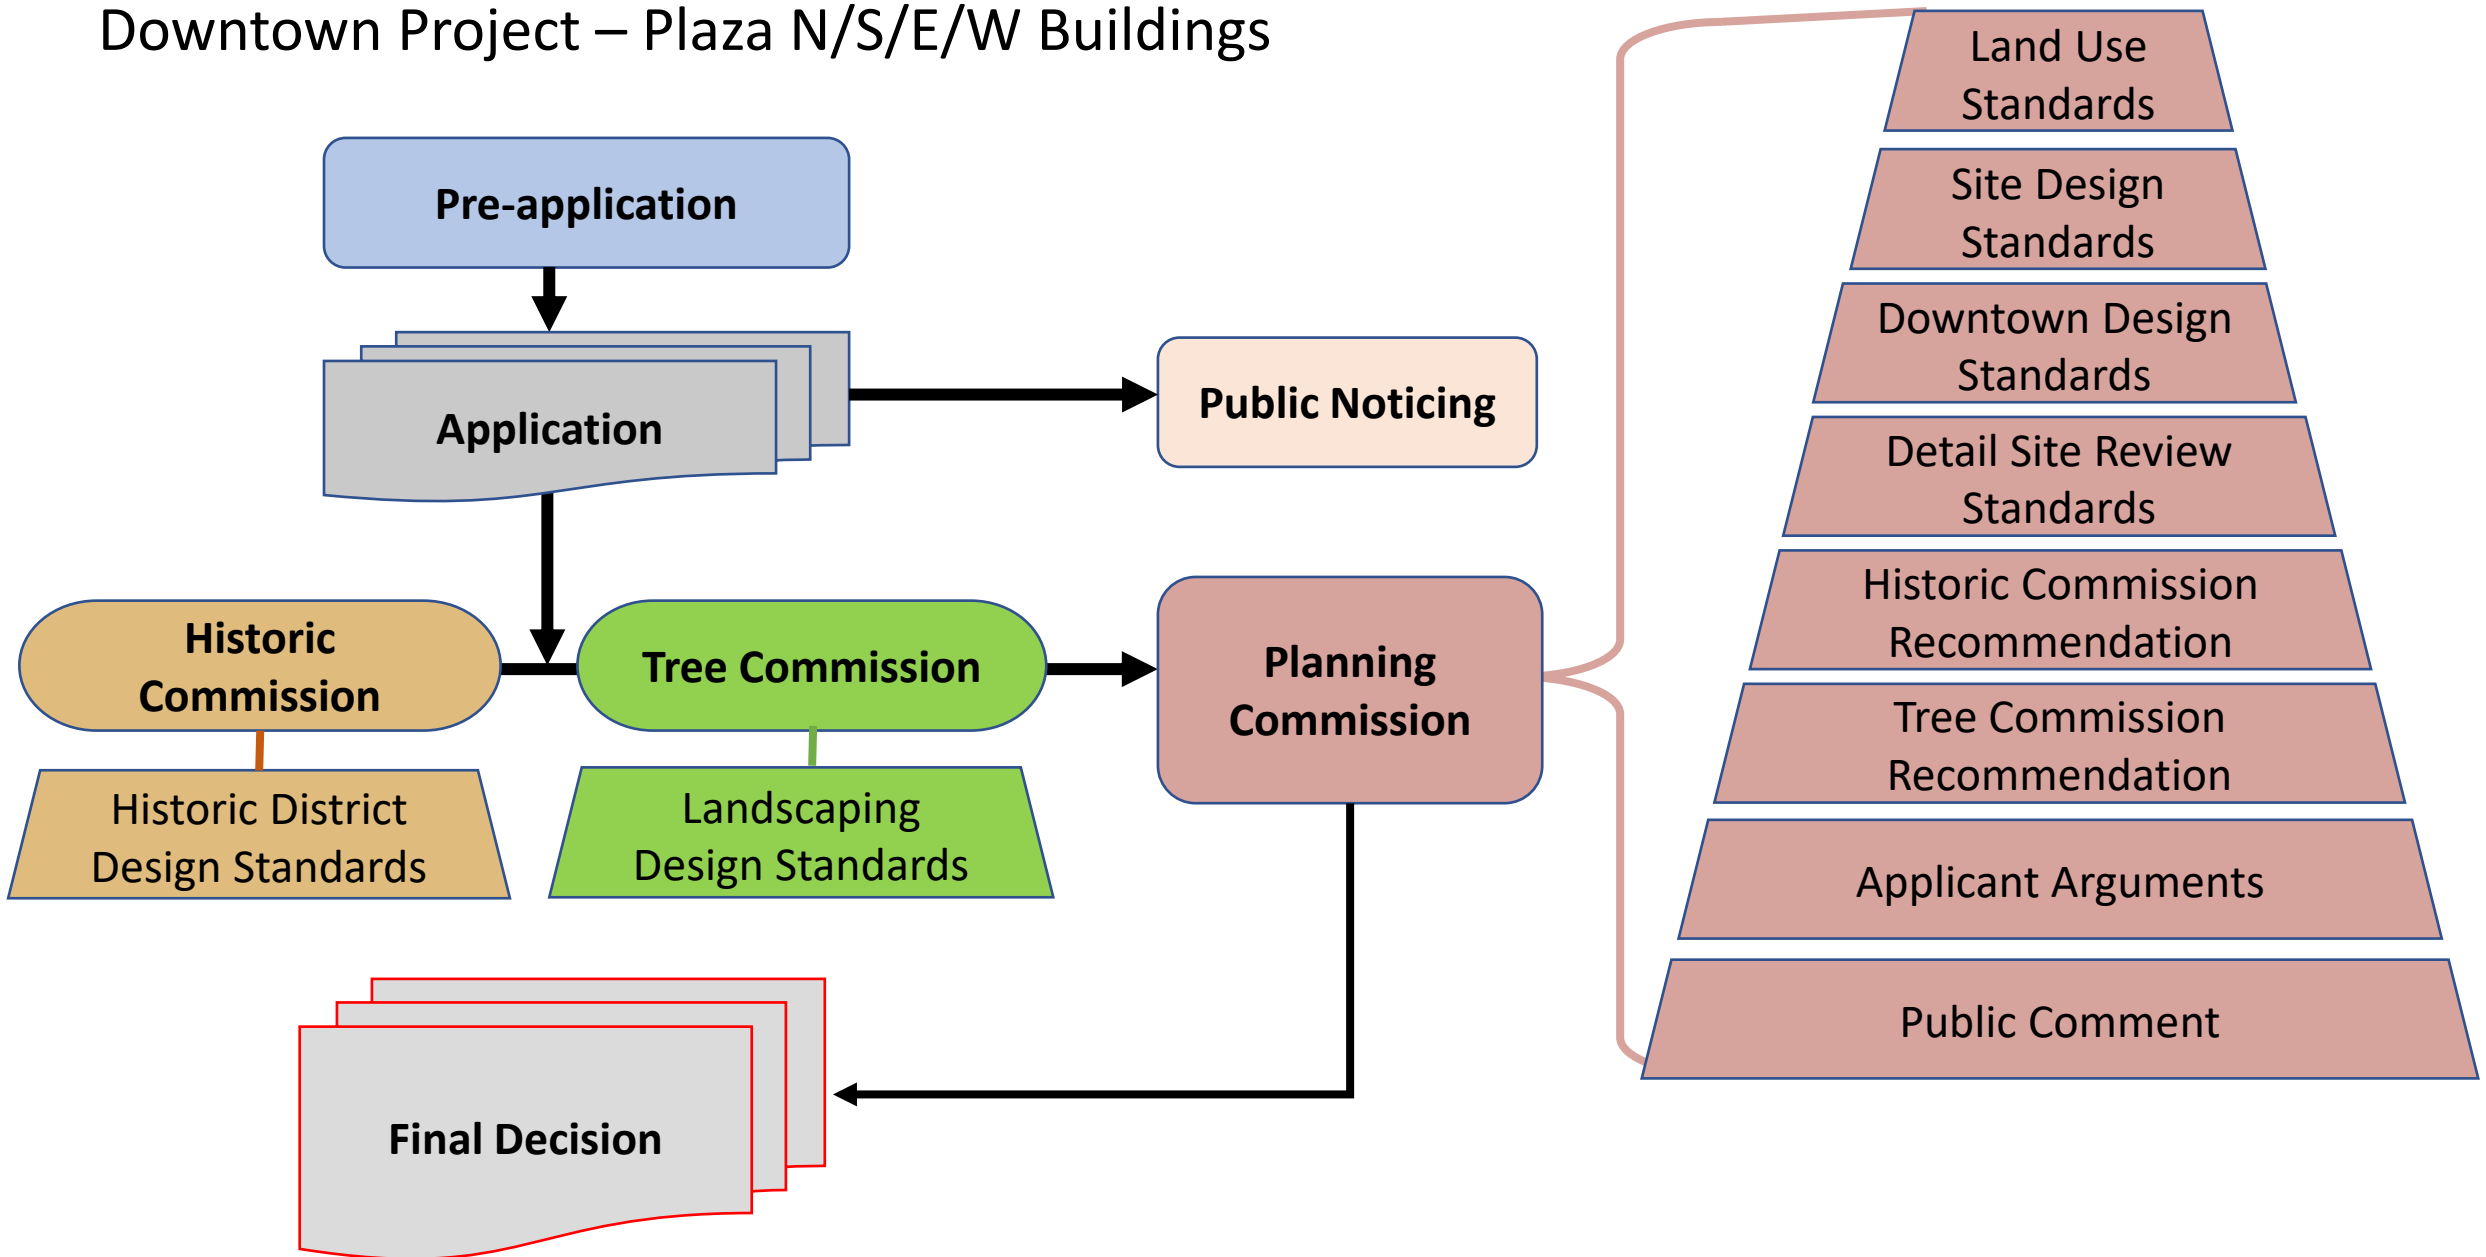 Downtown Project – Plaza N/S/E/W Buildings
Pre-application
Application
Public Noticing
Historic
Commission
Tree Commission
Planning
Commission
Historic District
Design Standards
Landscaping
Design Standards
Final Decision
Land Use
Standards
Site Design
Standards
Downtown Design
Standards
Detail Site Review
Standards
Historic Commission
Recommendation
Tree Commission
Recommendation
Applicant Arguments
Public Comment